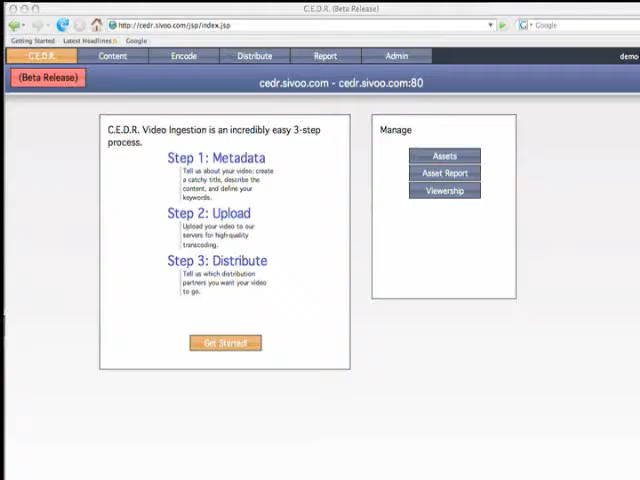 C.E.D.R. (Beta Release)
http://cedr.sivoo.com/jsp/index.jsp
Google
Getting Started Latest Headlines Google
C.E.D.R. Content Encode Distribute Report Admin demo
(Beta Release)
cedr.sivoo.com - cedr.sivoo.com:80
C.E.D.R. Video Ingestion is an incredibly easy 3-step
process.
Step 1: Metadata
Tell us about your video; create
a catchy title, describe the
content, and define your
keywords.
Step 2: Upload
Upload your video to our
servers for high-quality
transcoding.
Step 3: Distribute
Tell us which distribution
partners you want your video
to go.
Get Started!
Manage
Assets
Asset Report
Viewership